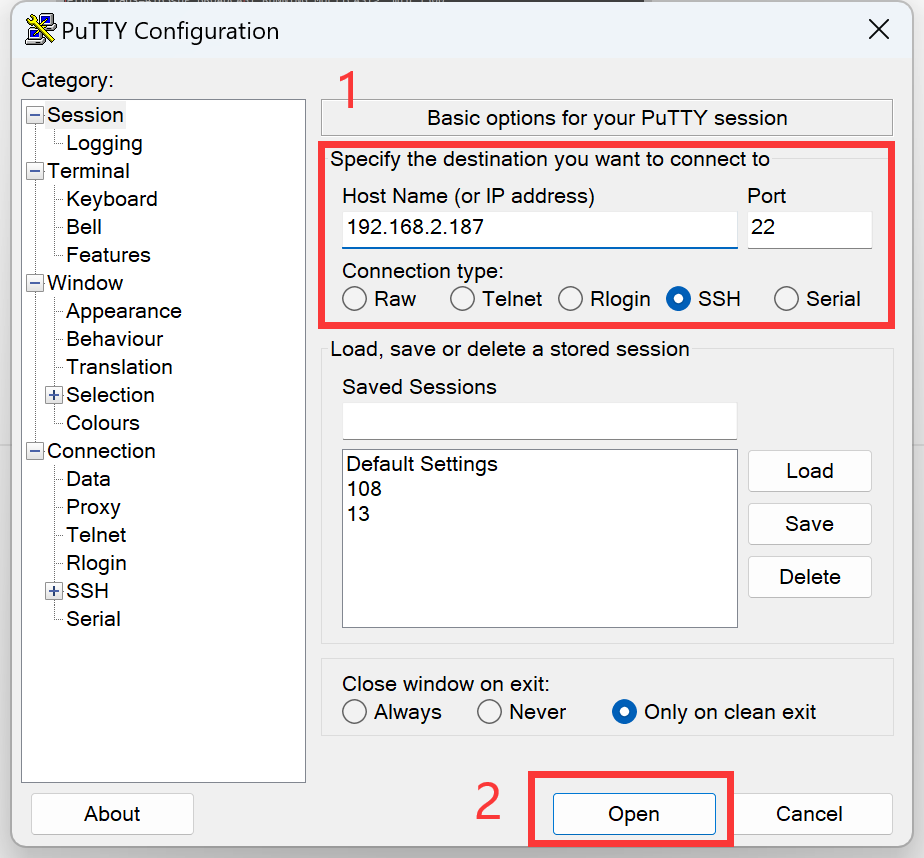 PuTTY Configuration
Category:
Session
Logging
Terminal
Keyboard
Bell
Features
Window
Appearance
Behaviour
Translation
Selection
Colours
Connection
Data
Proxy
Telnet
Rlogin
SSH
Serial
1
Basic options for your PuTTY session
Specify the destination you want to connect to
Host Name (or IP address) Port
192.168.2.187 22
Connection type:
Raw Telnet Rlogin SSH Serial
Load, save or delete a stored session
Saved Sessions
Default Settings
108
13
Load
Save
Delete
Close window on exit:
Always Never Only on clean exit
About 2 Open Cancel